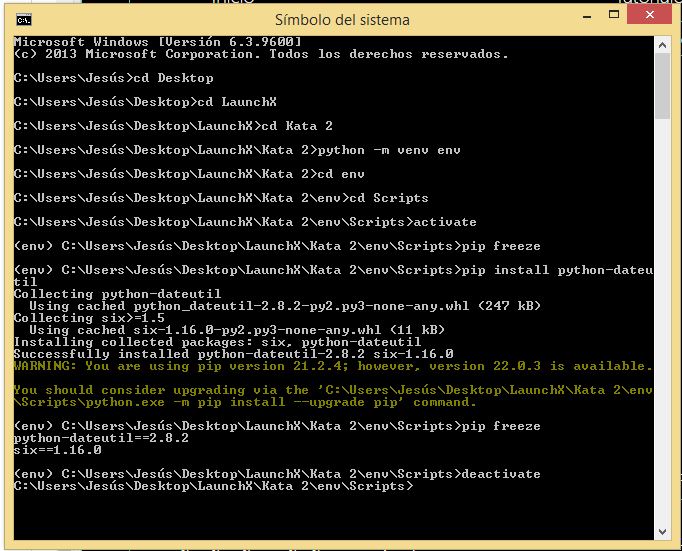 Inicio
Símbolo del sistema
Microsoft Windows [Versión 6.3.9600]
(c) 2013 Microsoft Corporation. Todos los derechos reservados.
C:\Users\Jesús>cd Desktop
C:\Users\Jesús\Desktop>cd LaunchX
C:\Users\Jesús\Desktop\LaunchX>cd Kata 2
C:\Users\Jesús\Desktop\LaunchX\Kata 2>python -m venv env
C:\Users\Jesús\Desktop\LaunchX\Kata 2>cd env
C:\Users\Jesús\Desktop\LaunchX\Kata 2\env>cd Scripts
C:\Users\Jesús\Desktop\LaunchX\Kata 2\env\Scripts>activate
(env) C:\Users\Jesús\Desktop\LaunchX\Kata 2\env\Scripts>pip freeze
(env) C:\Users\Jesús\Desktop\LaunchX\Kata 2\env\Scripts>pip install python-dateu
til
Collecting python-dateutil
  Using cached python_dateutil-2.8.2-py2.py3-none-any.whl (247 kB)
Collecting six>=1.5
  Using cached six-1.16.0-py2.py3-none-any.whl (11 kB)
Installing collected packages: six, python-dateutil
Successfully installed python-dateutil-2.8.2 six-1.16.0
WARNING: You are using pip version 21.2.4; however, version 22.0.3 is available.
You should consider upgrading via the 'C:\Users\Jesús\Desktop\LaunchX\Kata 2\env
\Scripts\python.exe -m pip install --upgrade pip' command.
(env) C:\Users\Jesús\Desktop\LaunchX\Kata 2\env\Scripts>pip freeze
python-dateutil==2.8.2
six==1.16.0
(env) C:\Users\Jesús\Desktop\LaunchX\Kata 2\env\Scripts>deactivate
C:\Users\Jesús\Desktop\LaunchX\Kata 2\env\Scripts>